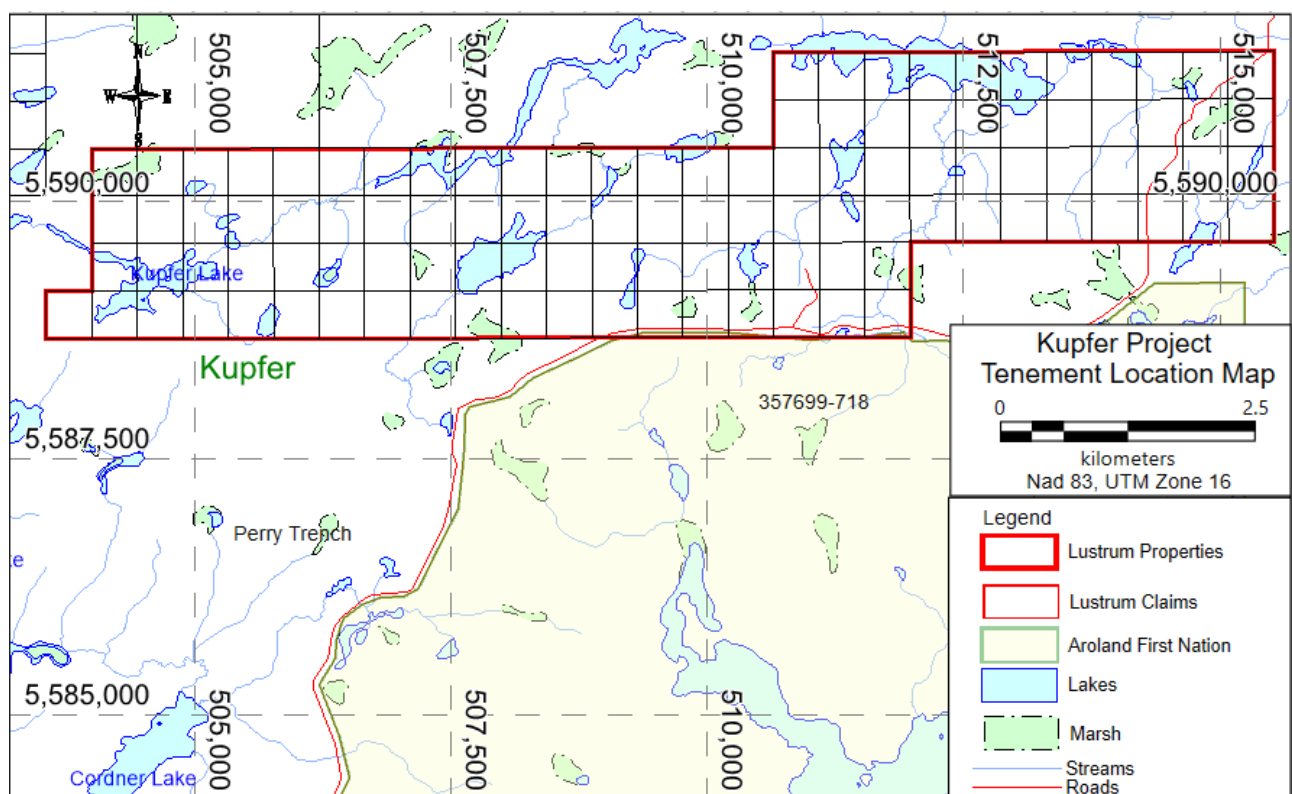 505,000
507,500
510,000
512,500
515,000
N
W E
S
5,590,000
5,590,000
Kupfer Lake
Kupfer
357699-718
5,587,500
Perry Trench
5,585,000
505,000
507,500
510,000
Cordner Lake
Kupfer Project
Tenement Location Map
0 2.5
kilometers
Nad 83, UTM Zone 16
Legend
Lustrum Properties
Lustrum Claims
Aroland First Nation
Lakes
Marsh
Streams
Roads